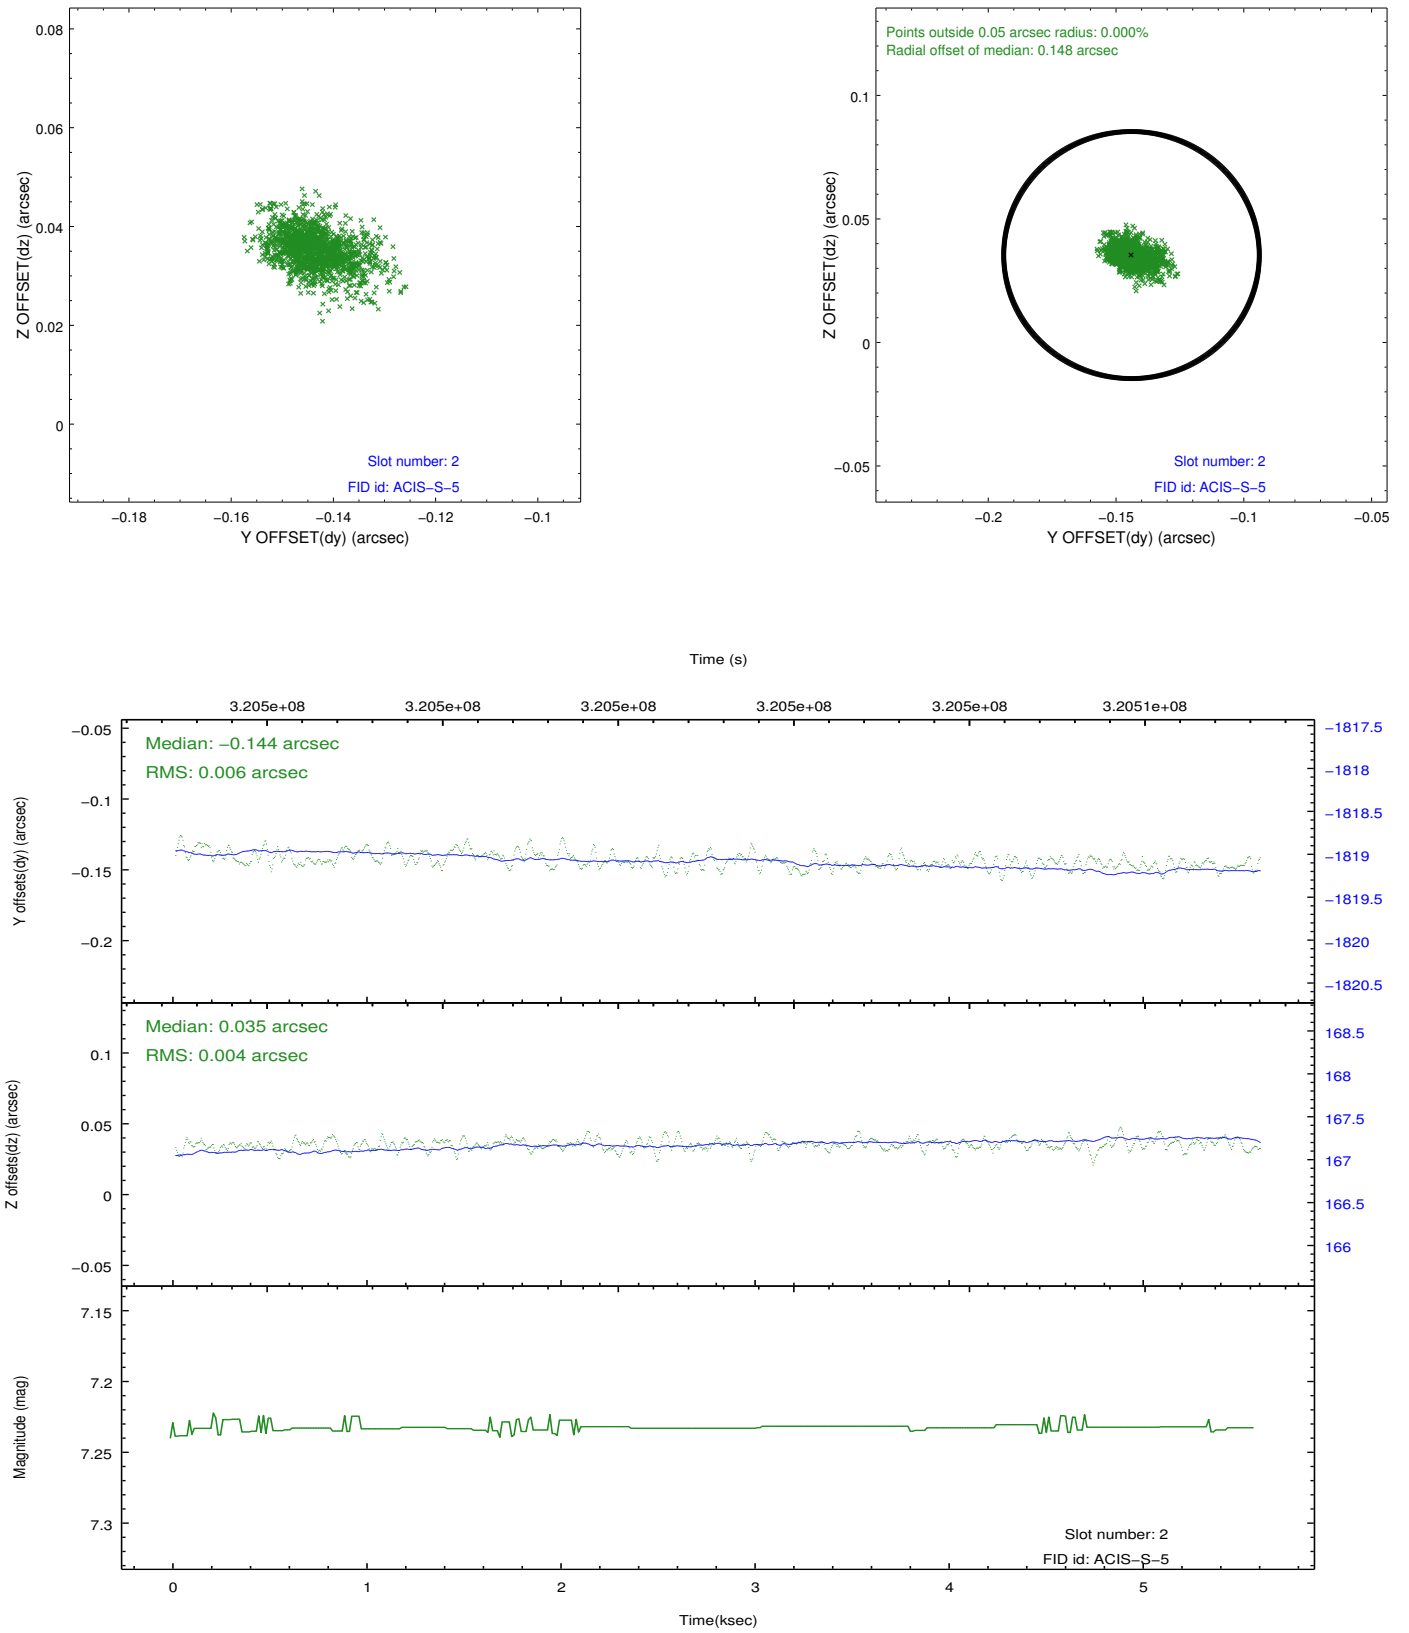 0.08
0.06
0.04
0.02
0
Z OFFSET(dz) (arcsec)
Slot number: 2
FID id: ACIS−S−5
−0.18 −0.16 −0.14 −0.12 −0.1
Y OFFSET(dy) (arcsec)
Points outside 0.05 arcsec radius: 0.000%
Radial offset of median: 0.148 arcsec
0.1
0.05
0
−0.05
Z OFFSET(dz) (arcsec)
Slot number: 2
FID id: ACIS−S−5
−0.2 −0.15 −0.1 −0.05
Y OFFSET(dy) (arcsec)
Time (s)
3.205e+08 3.205e+08 3.205e+08 3.205e+08 3.205e+08 3.2051e+08
Median: −0.144 arcsec
RMS: 0.006 arcsec
−0.05
−0.1
−0.15
−0.2
Y offsets(dy) (arcsec)
−1817.5
−1818
−1818.5
−1819
−1819.5
−1820
−1820.5
Median: 0.035 arcsec
RMS: 0.004 arcsec
0.1
0.05
0
−0.05
Z offsets(dz) (arcsec)
168.5
168
167.5
167
166.5
166
7.15
7.2
7.25
7.3
Magnitude (mag)
Slot number: 2
FID id: ACIS−S−5
0 1 2 3 4 5
Time(ksec)